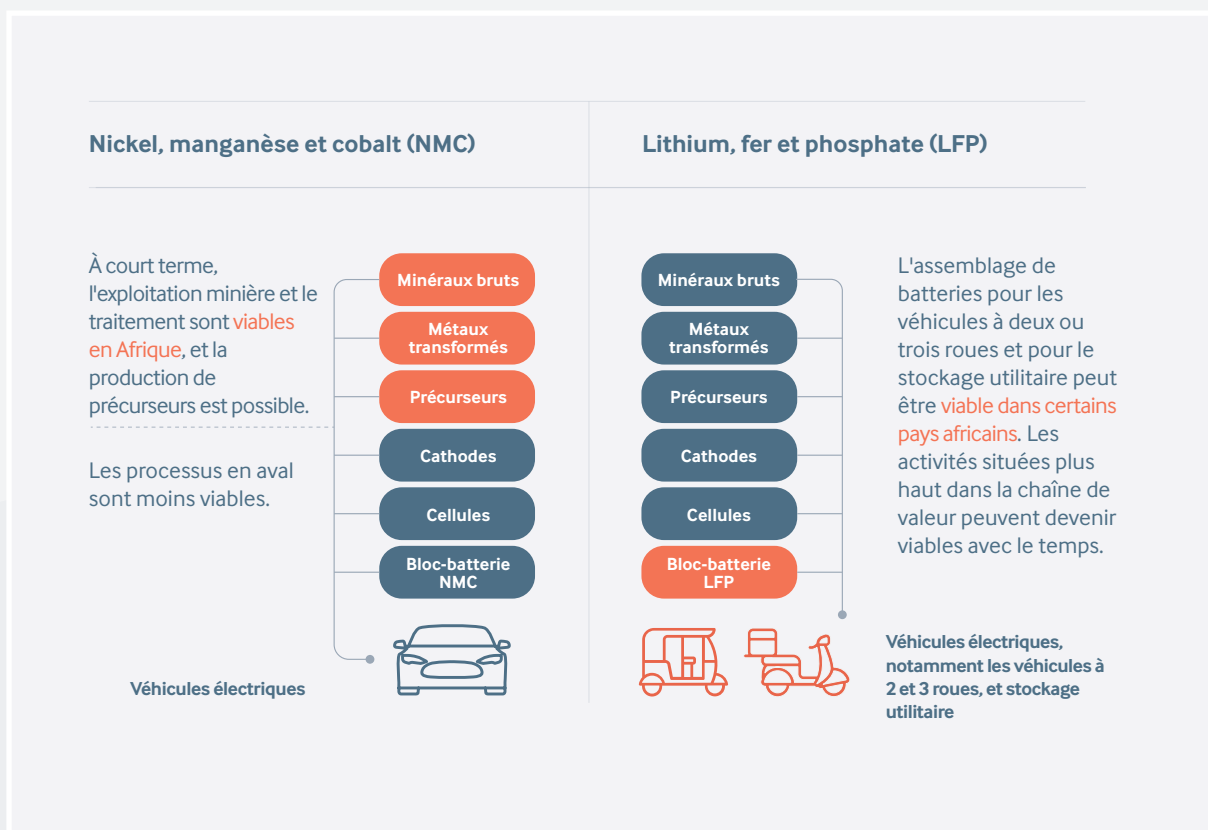 Nickel, manganèse et cobalt (NMC)
À court terme,
l'exploitation minière et le
traitement sont viables
en Afrique, et la
production de
précurseurs est possible.
Les processus en aval
sont moins viables.
Minéraux bruts
Métaux
transformés
Précurseurs
Cathodes
Cellules
Bloc-batterie
NMC
Véhicules électriques
Lithium, fer et phosphate (LFP)
Minéraux bruts
Métaux
transformés
Précurseurs
Cathodes
Cellules
Bloc-batterie
LFP
L'assemblage de
batteries pour les
véhicules à deux ou
trois roues et pour le
stockage utilitaire peut
être viable dans certains
pays africains. Les
activités situées plus
haut dans la chaîne de
valeur peuvent devenir
viables avec le temps.
Véhicules électriques,
notamment les véhicules à
2 et 3 roues, et stockage
utilitaire